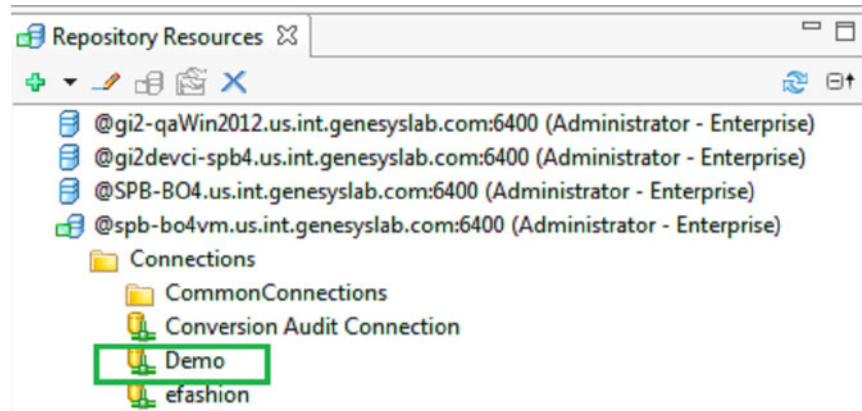 Repository Resources
@gi2-qaWin2012.us.int.genesyslab.com:6400 (Administrator - Enterprise)
@gi2devci-spb4.us.int.genesyslab.com:6400 (Administrator - Enterprise)
@SPB-BO4.us.int.genesyslab.com:6400 (Administrator - Enterprise)
@spb-bo4vm.us.int.genesyslab.com:6400 (Administrator - Enterprise)
Connections
CommonConnections
Conversion Audit Connection
Demo
efashion